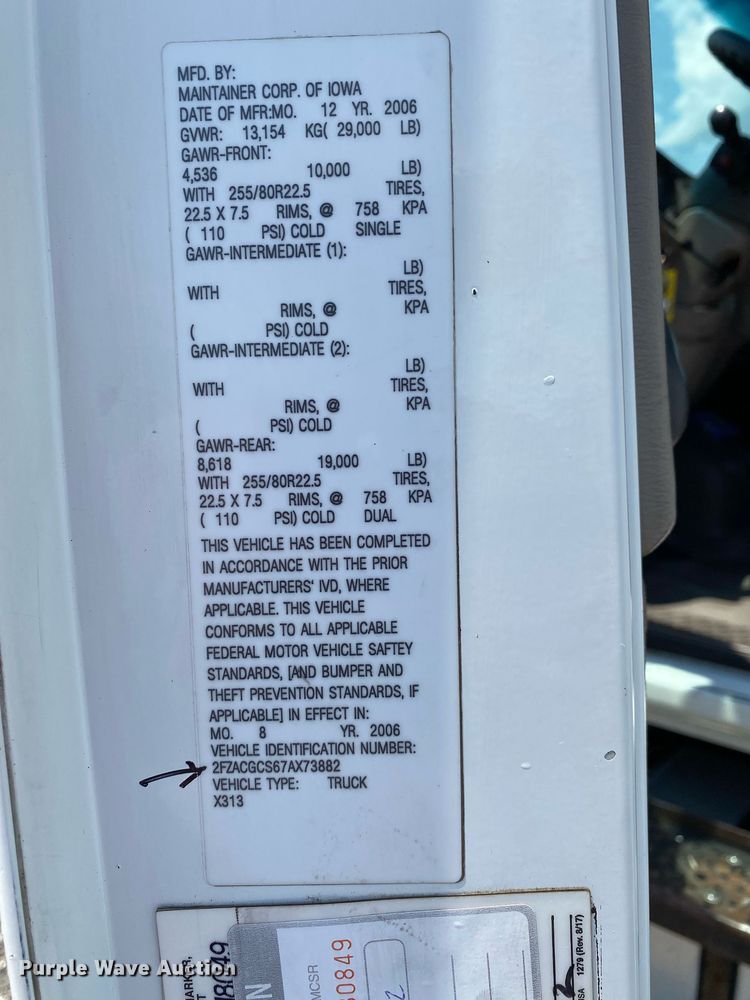 MFD. BY:
MAINTAINER CORP. OF IOWA
DATE OF MFR:MO. 12 YR. 2006
GVWR: 13,154 KG( 29,000 LB)
GAWR-FRONT:
4,536 10,000 LB)
WITH 255/80R22.5 TIRES,
22.5 X 7.5 RIMS, @ 758 KPA
( 110 PSI) COLD SINGLE
GAWR-INTERMEDIATE (1):
LB)
WITH TIRES,
RIMS, @ KPA
( PSI) COLD
GAWR-INTERMEDIATE (2):
LB)
WITH TIRES,
RIMS, @ KPA
( PSI) COLD
GAWR-REAR:
8,618 19,000 LB)
WITH 255/80R22.5 TIRES,
22.5 X 7.5 RIMS, @ 758 KPA
( 110 PSI) COLD DUAL
THIS VEHICLE HAS BEEN COMPLETED
IN ACCORDANCE WITH THE PRIOR
MANUFACTURERS' IVD, WHERE
APPLICABLE. THIS VEHICLE
CONFORMS TO ALL APPLICABLE
FEDERAL MOTOR VEHICLE SAFTEY
STANDARDS, [AND BUMPER AND
THEFT PREVENTION STANDARDS, IF
APPLICABLE] IN EFFECT IN:
MO. 8 YR. 2006
VEHICLE IDENTIFICATION NUMBER:
2FZACGCS67AX73882
VEHICLE TYPE: TRUCK
X313
MCSR
30849
1279 (Rev. 8/17)
Purple Wave Auction